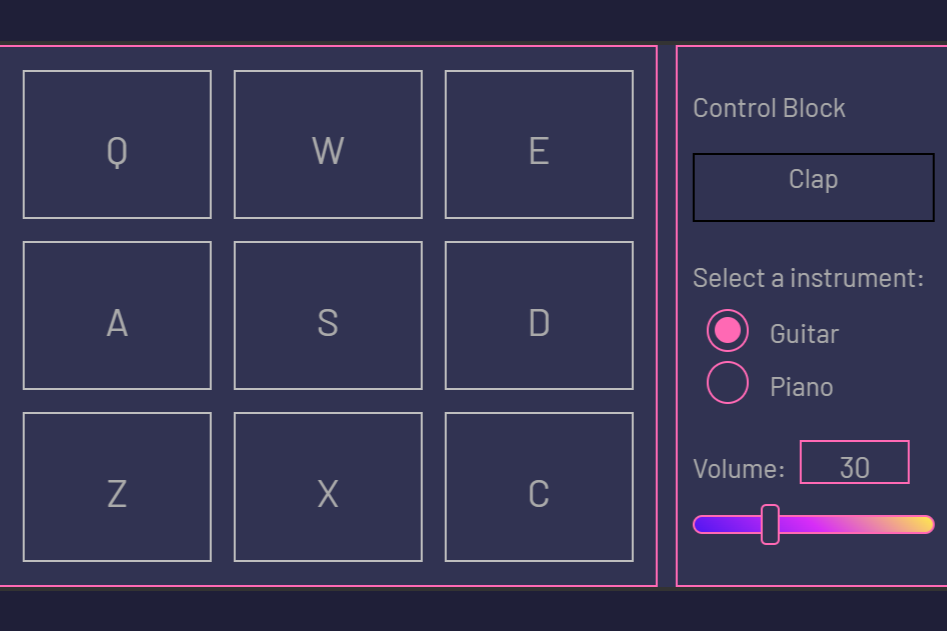 Q W E
A S D
Z X C
Control Block
Clap
Select a instrument:
Guitar
Piano
Volume: 30